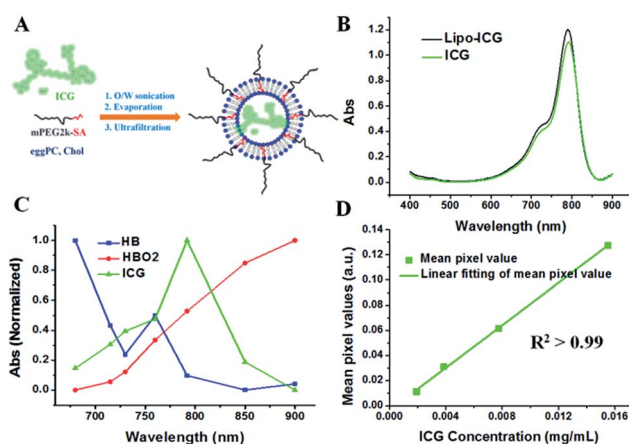 A
ICG
mPEG2k-SA
eggPC, Chol
1. O/W sonication
2. Evaporation
3. Ultrafiltration
B
Abs
1.2
1.0
0.8
0.6
0.4
0.2
0.0
Lipo-ICG
ICG
400 500 600 700 800 900
Wavelength (nm)
C
Abs (Normalized)
1.0
0.8
0.6
0.4
0.2
0.0
HB
HBO2
ICG
700 750 800 850 900
Wavelength (nm)
D
Mean pixel values (a.u.)
0.14
0.12
0.10
0.08
0.06
0.04
0.02
0.00
Mean pixel value
Linear fitting of mean pixel value
R² > 0.99
0.004 0.008 0.012 0.016
ICG Concentration (mg/mL)